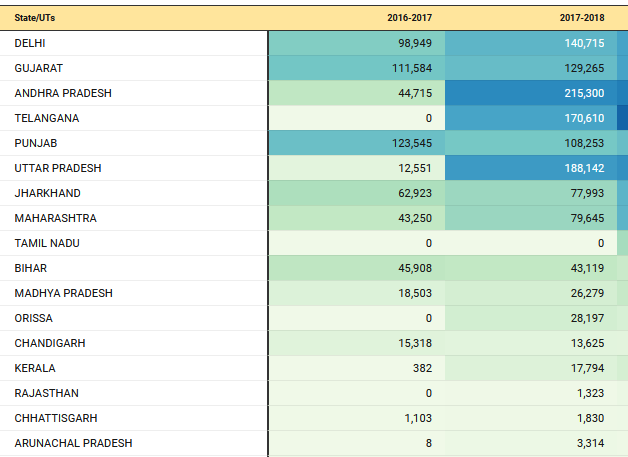 State/UTs 2016-2017 2017-2018
DELHI 98,949 140,715
GUJARAT 111,584 129,265
ANDHRA PRADESH 44,715 215,300
TELANGANA 0 170,610
PUNJAB 123,545 108,253
UTTAR PRADESH 12,551 188,142
JHARKHAND 62,923 77,993
MAHARASHTRA 43,250 79,645
TAMIL NADU 0 0
BIHAR 45,908 43,119
MADHYA PRADESH 18,503 26,279
ORISSA 0 28,197
CHANDIGARH 15,318 13,625
KERALA 382 17,794
RAJASTHAN 0 1,323
CHHATTISGARH 1,103 1,830
ARUNACHAL PRADESH 8 3,314